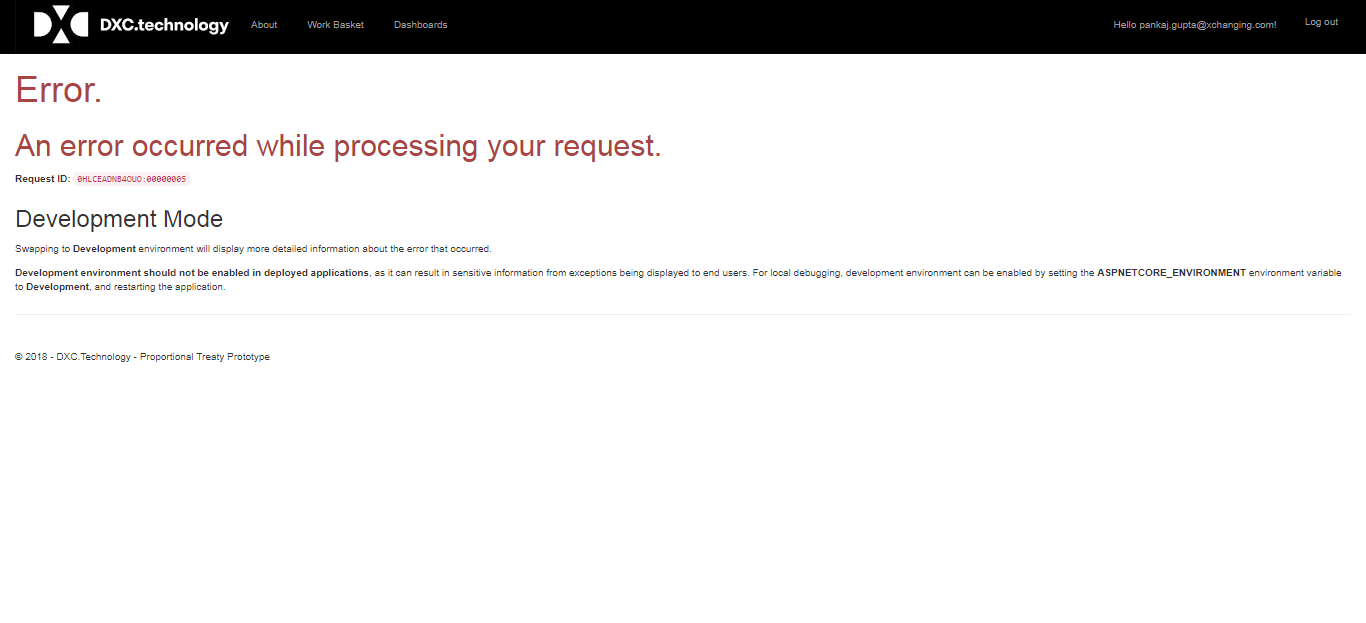 DXC.technology About Work Basket Dashboards Hello pankaj.gupta@xchanging.com! Log out
Error.
An error occurred while processing your request.
Request ID: 0HLCEADNB4OUO:00000005
Development Mode
Swapping to Development environment will display more detailed information about the error that occurred.
Development environment should not be enabled in deployed applications, as it can result in sensitive information from exceptions being displayed to end users. For local debugging, development environment can be enabled by setting the ASPNETCORE_ENVIRONMENT environment variable
to Development, and restarting the application.
© 2018 - DXC.Technology - Proportional Treaty Prototype